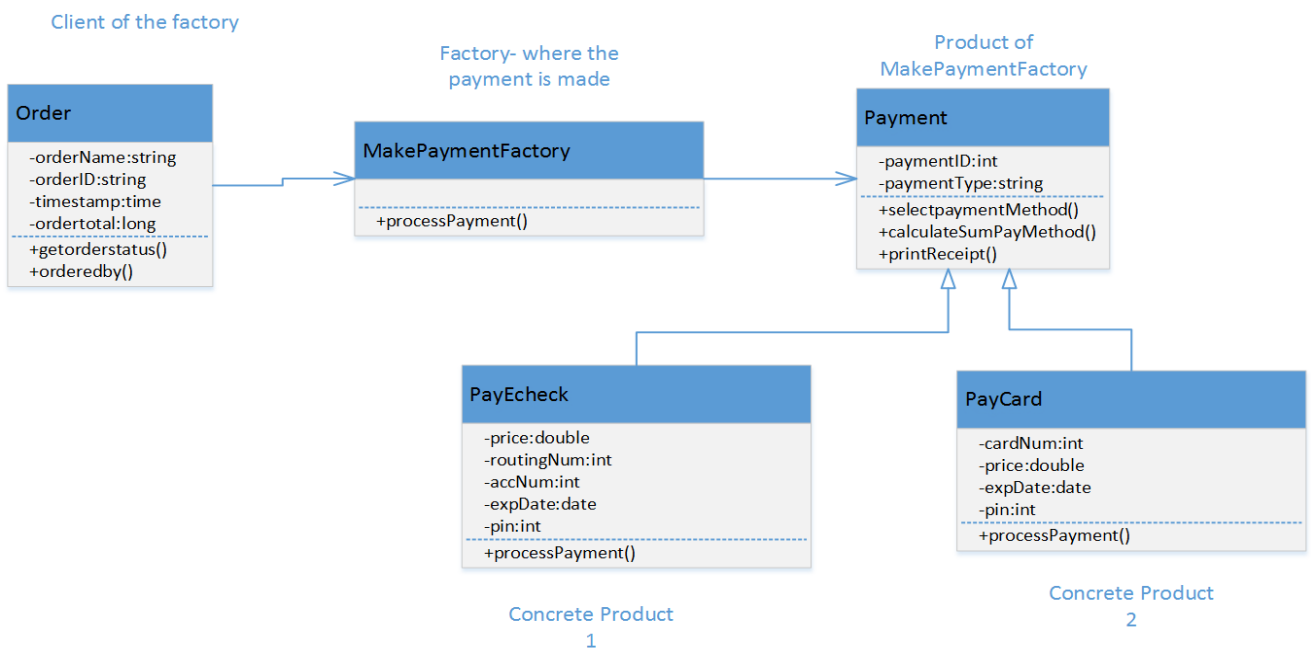 Client of the factory
Factory- where the
payment is made
Product of
MakePaymentFactory
Order
-orderName:string
-orderID:string
-timestamp:time
-ordertotal:long
+getorderstatus()
+orderedby()
MakePaymentFactory
+processPayment()
Payment
-paymentID:int
-paymentType:string
+selectpaymentMethod()
+calculateSumPayMethod()
+printReceipt()
PayEcheck
-price:double
-routingNum:int
-accNum:int
-expDate:date
-pin:int
+processPayment()
Concrete Product
1
PayCard
-cardNum:int
-price:double
-expDate:date
-pin:int
+processPayment()
Concrete Product
2